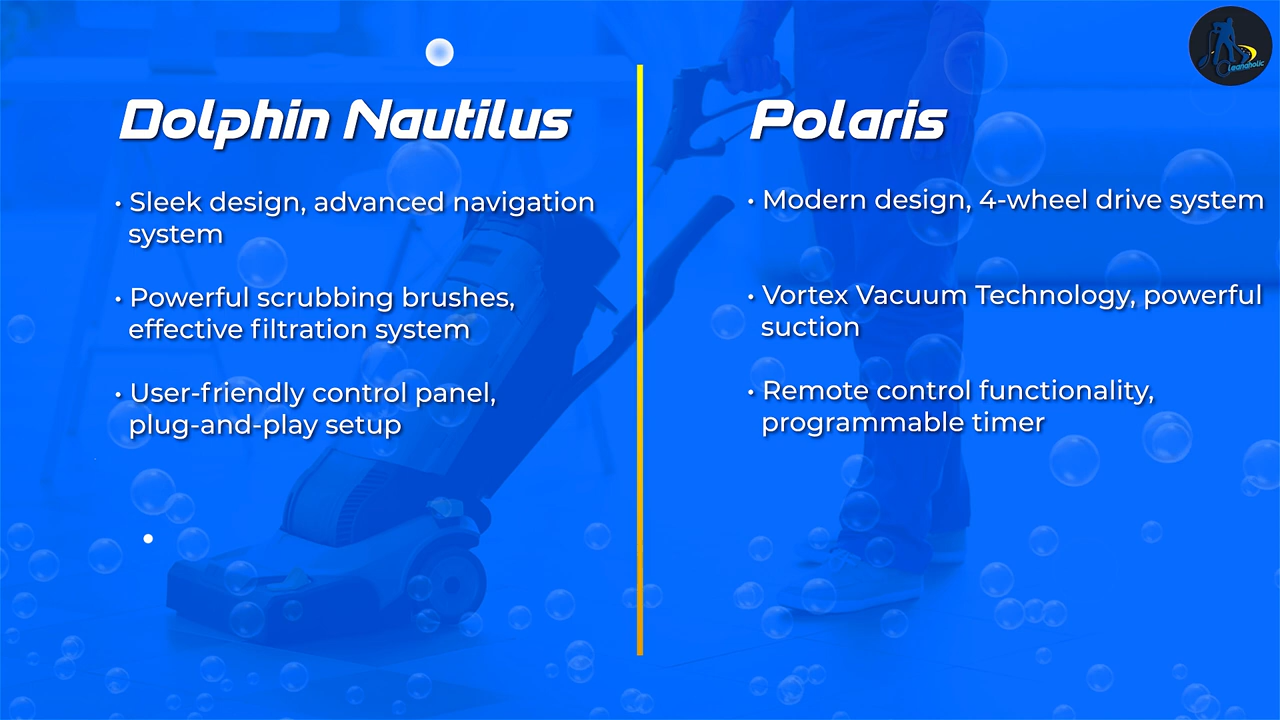 Dolphin Nautilus
• Sleek design, advanced navigation
system
• Powerful scrubbing brushes,
effective filtration system
• User-friendly control panel,
plug-and-play setup
Polaris
• Modern design, 4-wheel drive system
• Vortex Vacuum Technology, powerful
suction
• Remote control functionality,
programmable timer
Cleanaholic